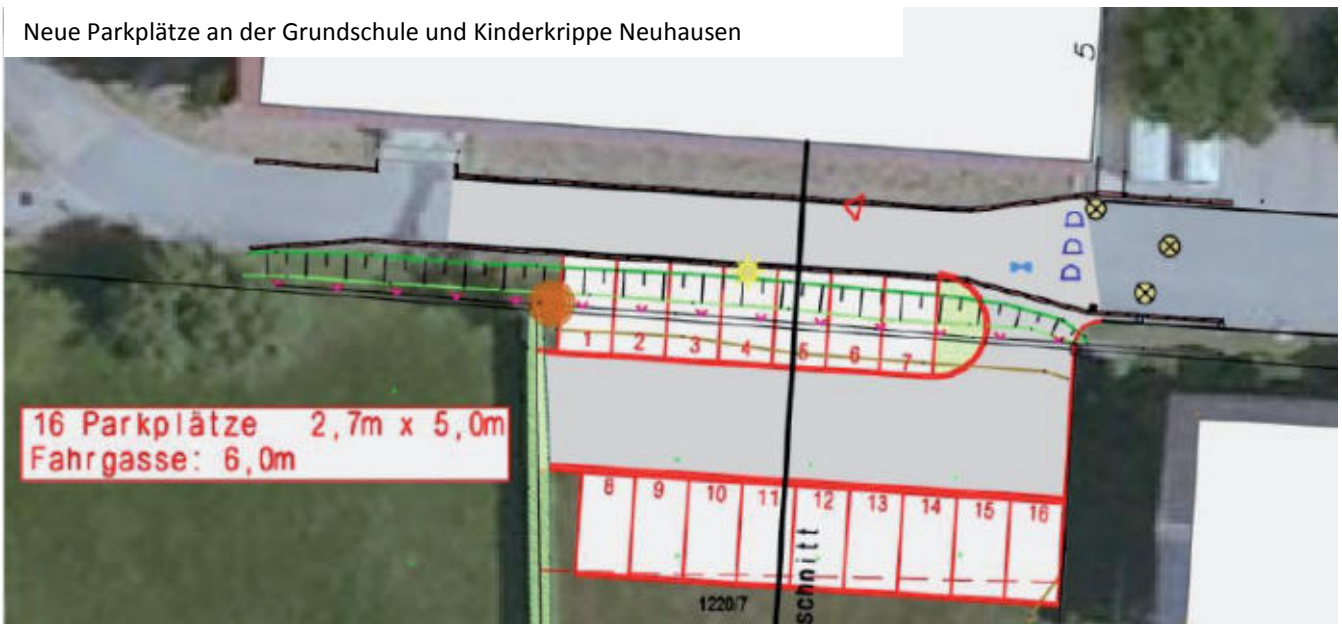 Neue Parkplätze an der Grundschule und Kinderkrippe Neuhausen
5
D D D
1 2 3 4 5 6 7
16 Parkplätze 2,7m x 5,0m
Fahrgasse: 6,0m
8 9 10 11 12 13 14 15 16
schnitt
1220/7